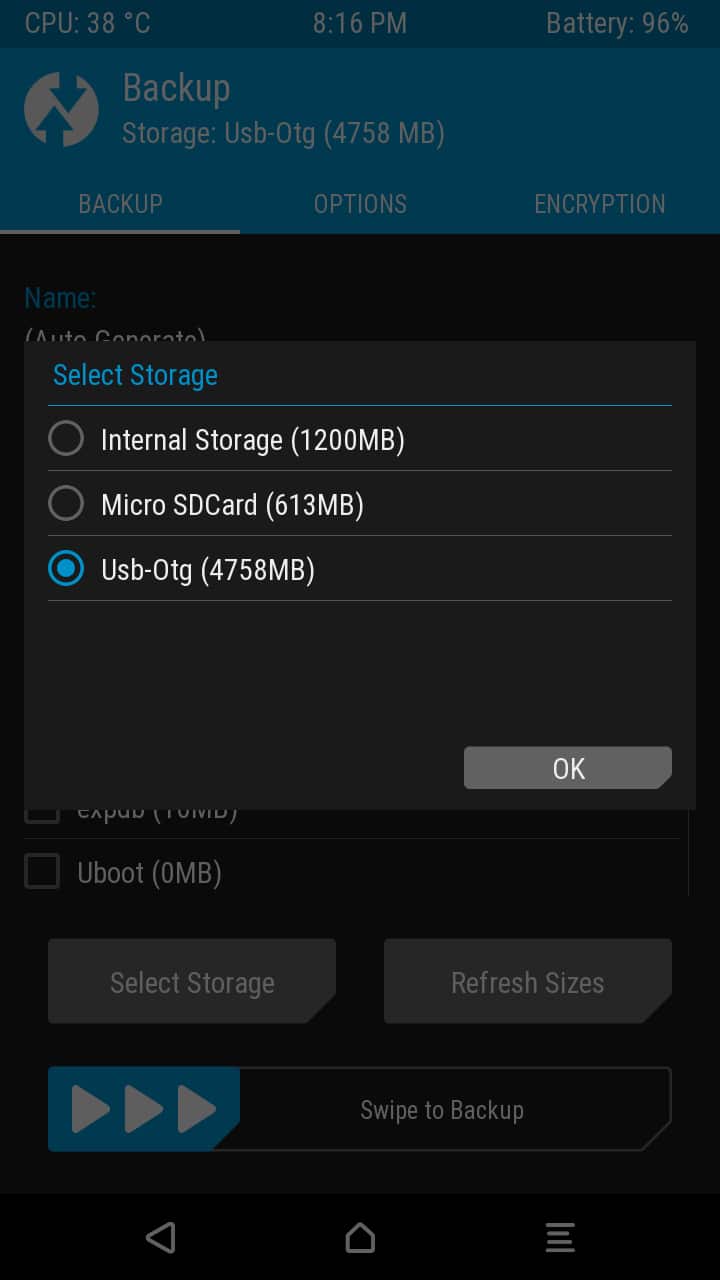 CPU: 38 °C 8:16 PM Battery: 96%
Backup
Storage: Usb-Otg (4758 MB)
BACKUP OPTIONS ENCRYPTION
Name:
(Auto Generate)
Select Storage
Internal Storage (1200MB)
Micro SDCard (613MB)
Usb-Otg (4758MB)
OK
expdb (10MB)
Uboot (0MB)
Select Storage Refresh Sizes
Swipe to Backup